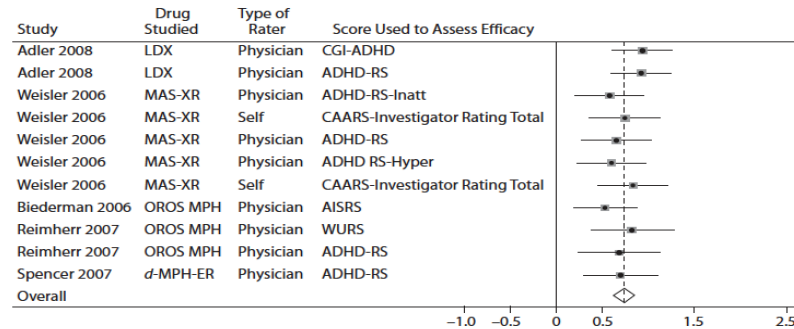 Study Drug Studied Type of Rater Score Used to Assess Efficacy
Adler 2008 LDX Physician CGI-ADHD
Adler 2008 LDX Physician ADHD-RS
Weisler 2006 MAS-XR Physician ADHD-RS-Inatt
Weisler 2006 MAS-XR Self CAARS-Investigator Rating Total
Weisler 2006 MAS-XR Physician ADHD-RS
Weisler 2006 MAS-XR Physician ADHD RS-Hyper
Weisler 2006 MAS-XR Self CAARS-Investigator Rating Total
Biederman 2006 OROS MPH Physician AISRS
Reimherr 2007 OROS MPH Physician WURS
Reimherr 2007 OROS MPH Physician ADHD-RS
Spencer 2007 d-MPH-ER Physician ADHD-RS
Overall
−1.0 −0.5 0 0.5 1.5 2.5